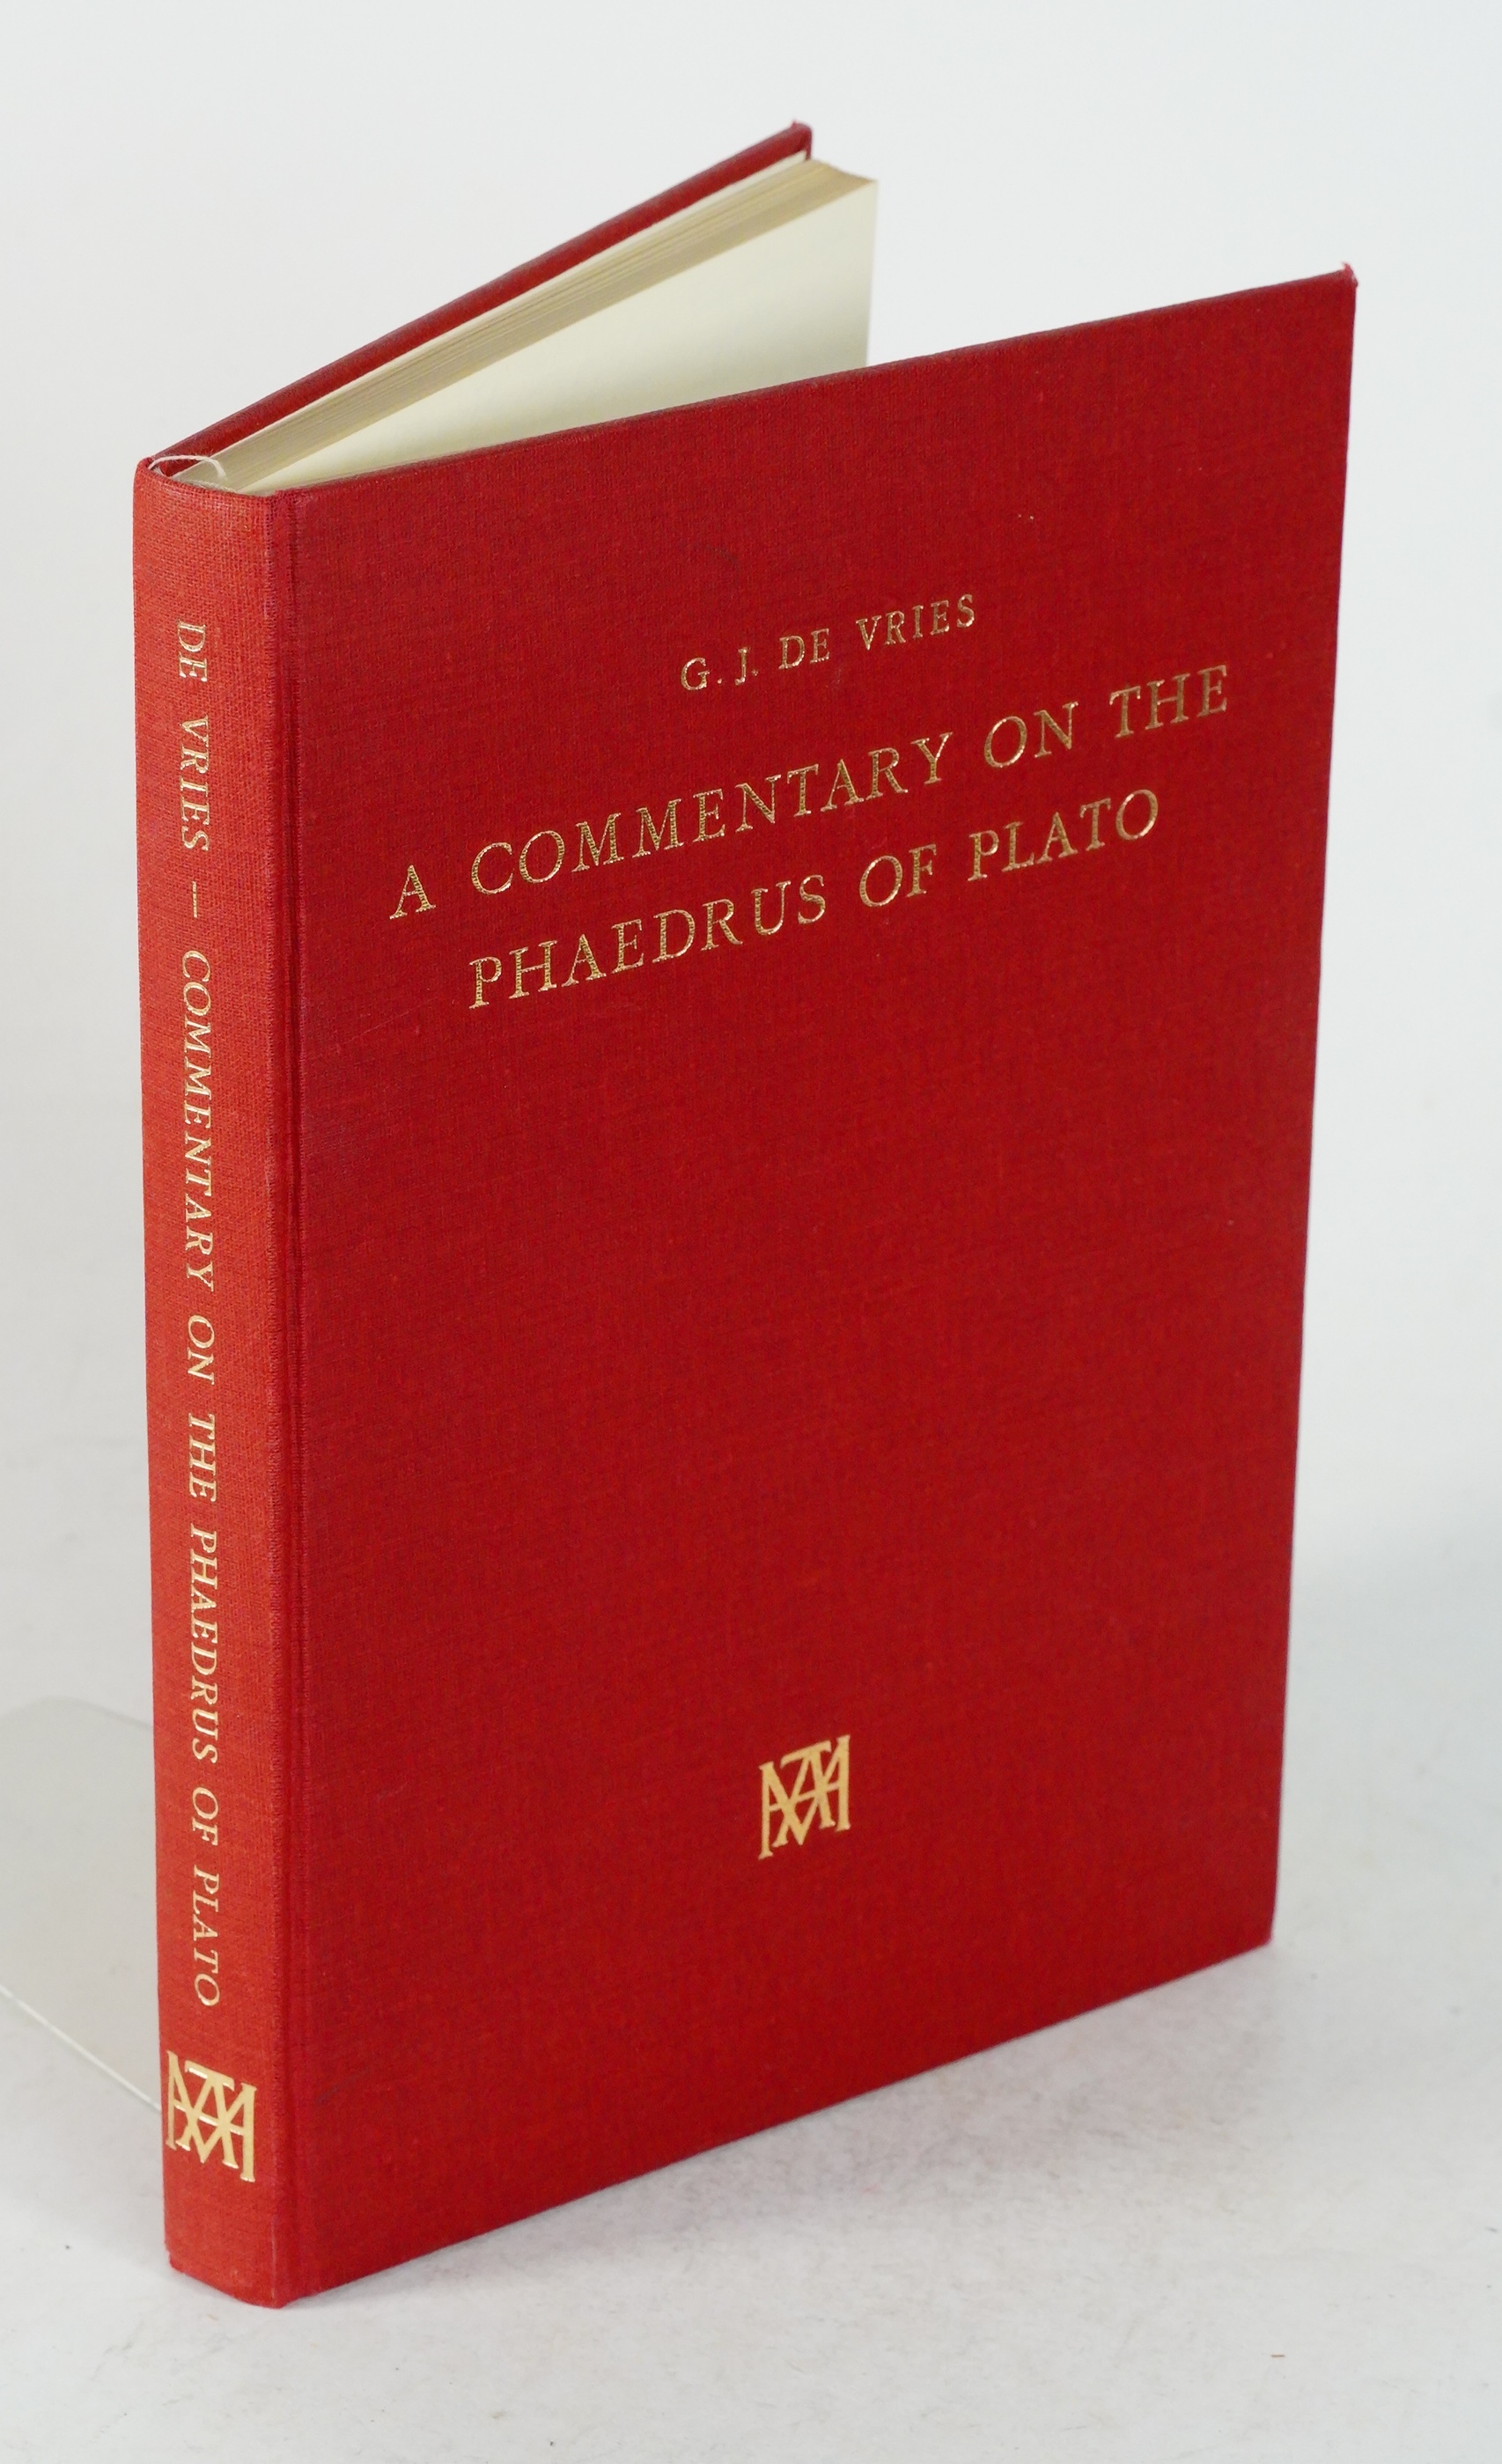 DE VRIES – COMMENTARY ON THE PHAEDRUS OF PLATO
G. J. DE VRIES
A COMMENTARY ON THE
PHAEDRUS OF PLATO